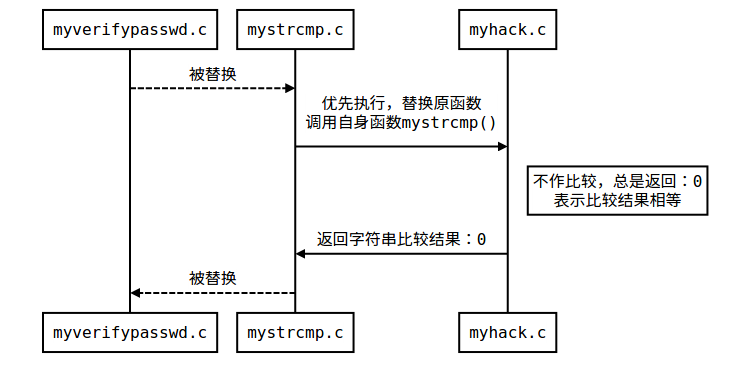 myverifypasswd.c
mystrcmp.c
myhack.c
被替换
优先执行，替换原函数
调用自身函数mystrcmp()
不作比较，总是返回：0
表示比较结果相等
返回字符串比较结果：0
被替换
myverifypasswd.c
mystrcmp.c
myhack.c